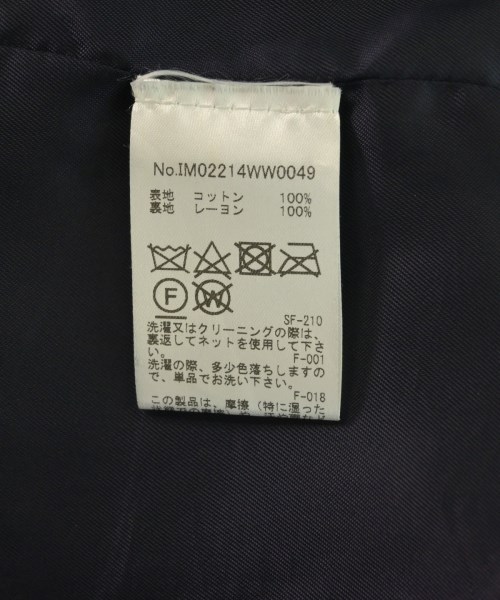 No.IM02214WW0049
表地 コットン 100%
裏地 レーヨン 100%
F W
SF-210
洗濯又はクリーニングの際は、
裏返してネットを使用して下さ
い。 F-001
洗濯の際、多少色落ちしますの
で、単品でお洗い下さい。
F-018
この製品は、摩擦（特に湿った